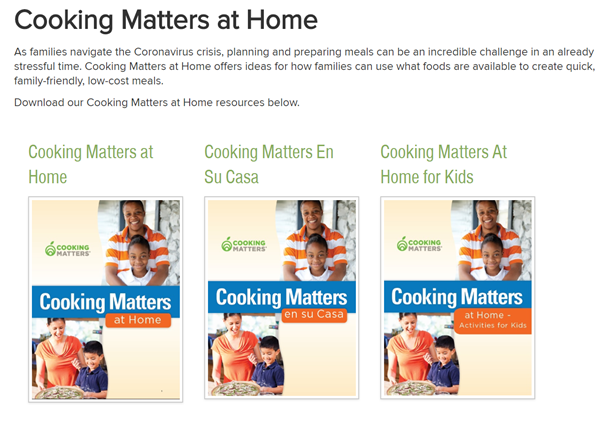 Cooking Matters at Home
As families navigate the Coronavirus crisis, planning and preparing meals can be an incredible challenge in an already
stressful time. Cooking Matters at Home offers ideas for how families can use what foods are available to create quick,
family-friendly, low-cost meals.
Download our Cooking Matters at Home resources below.
Cooking Matters at
Home
COOKING
MATTERS
Cooking Matters
at Home
Cooking Matters En
Su Casa
COOKING
MATTERS
Cooking Matters
en su Casa
Cooking Matters At
Home for Kids
COOKING
MATTERS
Cooking Matters
at Home -
Activities for Kids